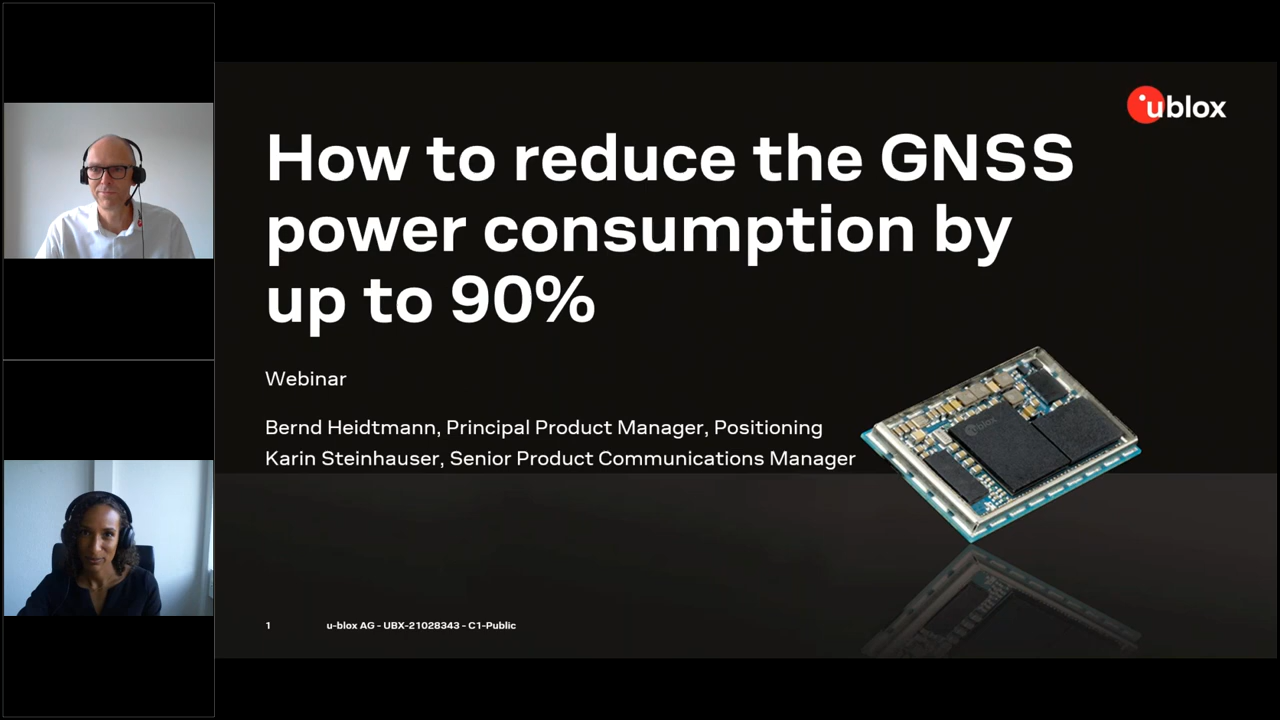 ublox
How to reduce the GNSS
power consumption by
up to 90%
Webinar
Bernd Heidtmann, Principal Product Manager, Positioning
Karin Steinhauser, Senior Product Communications Manager
ublox
1 u-blox AG - UBX-21028343 - C1-Public